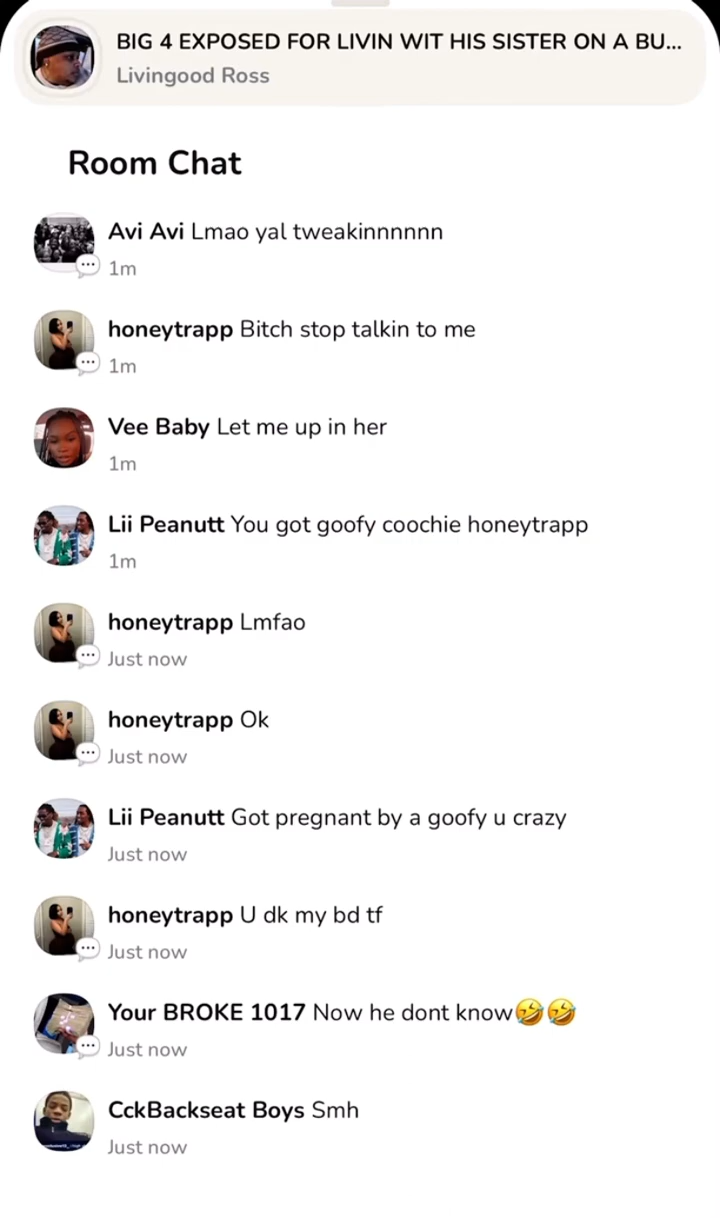 BIG 4 EXPOSED FOR LIVIN WIT HIS SISTER ON A BU...
Livingood Ross
Room Chat
Avi Avi Lmao yal tweakinnnnnn
1m
honeytrapp Bitch stop talkin to me
1m
Vee Baby Let me up in her
1m
Lii Peanutt You got goofy coochie honeytrapp
1m
honeytrapp Lmfao
Just now
honeytrapp Ok
Just now
Lii Peanutt Got pregnant by a goofy u crazy
Just now
honeytrapp U dk my bd tf
Just now
Your BROKE 1017 Now he dont know🤣🤣
Just now
CckBackseat Boys Smh
Just now